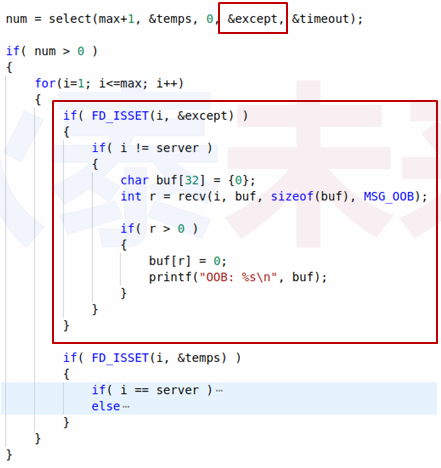 num = select(max+1, &temps, 0, &except, &timeout);
if( num > 0 )
{
for(i=1; i<=max; i++)
{
if( FD_ISSET(i, &except) )
{
if( i != server )
{
char buf[32] = {0};
int r = recv(i, buf, sizeof(buf), MSG_OOB);
if( r > 0 )
{
buf[r] = 0;
printf("OOB: %s\n", buf);
}
}
}
if( FD_ISSET(i, &temps) )
{
if( i == server )⋯
else⋯
}
}
}